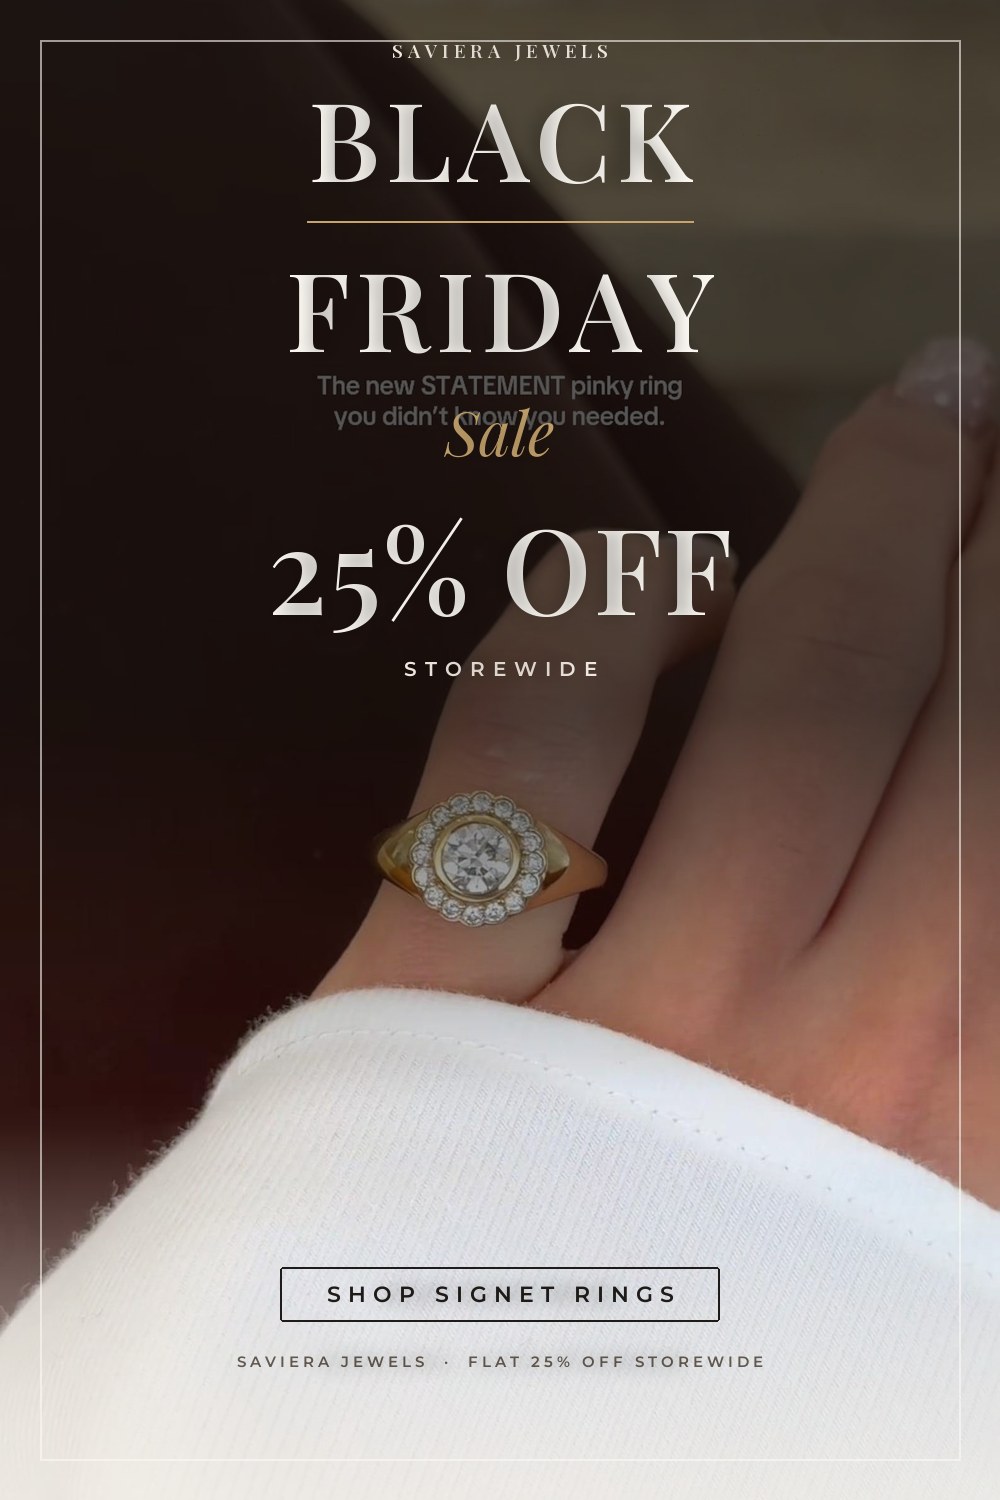 SAVIERA JEWELS
BLACK
FRIDAY
The new STATEMENT pinky ring
you didn't know you needed.
Sale
25% OFF
STOREWIDE
SHOP SIGNET RINGS
SAVIERA JEWELS · FLAT 25% OFF STOREWIDE